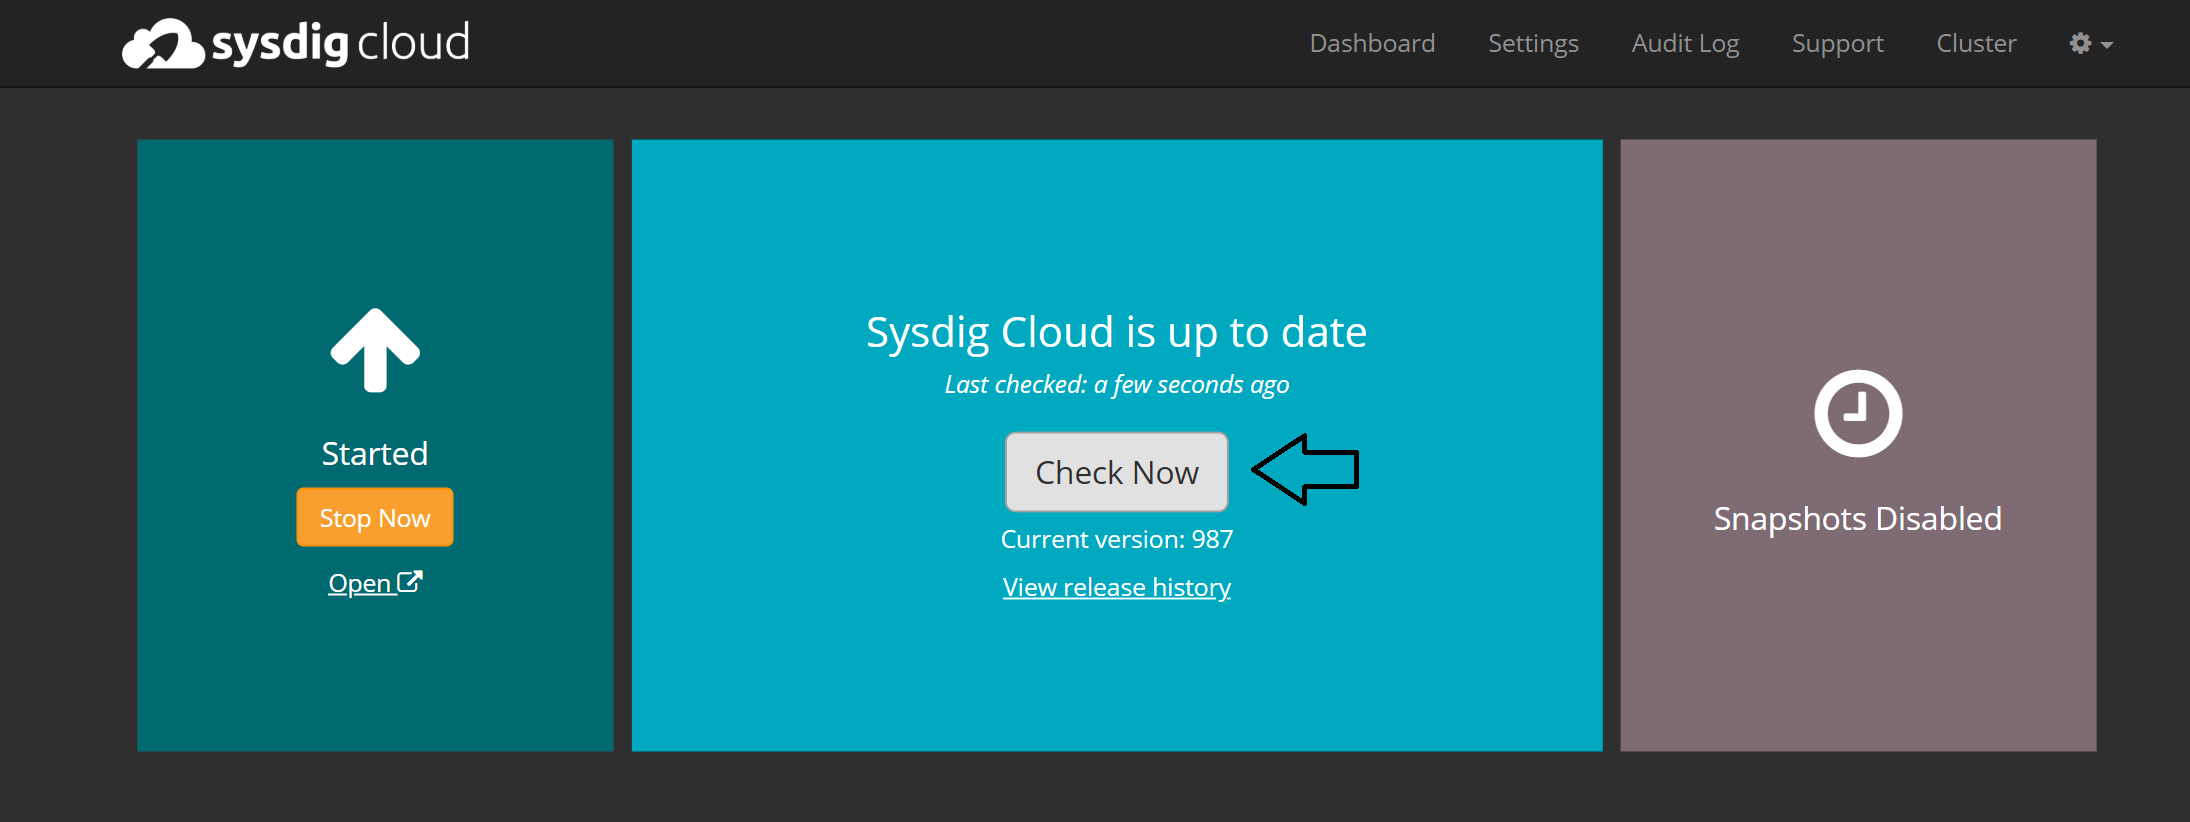 sysdig cloud
Dashboard Settings Audit Log Support Cluster
Started
Stop Now
Open
Sysdig Cloud is up to date
Last checked: a few seconds ago
Check Now
Current version: 987
View release history
Snapshots Disabled